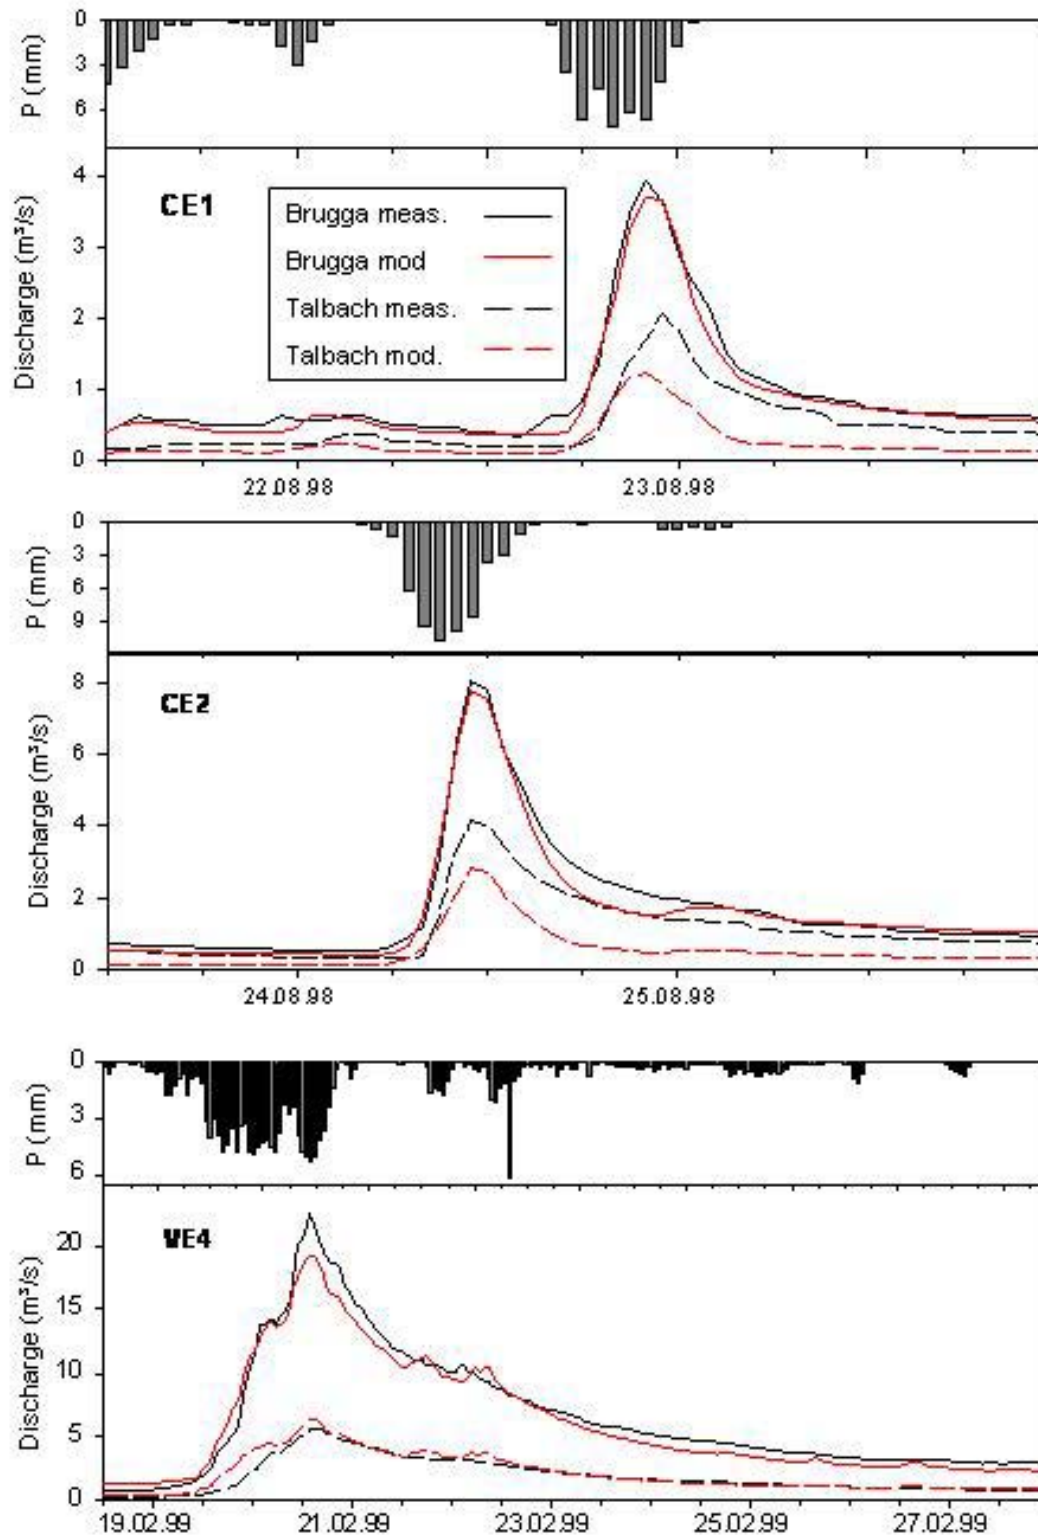 0
3
6
P (mm)
4
3
2
1
0
Discharge (m³/s)
CE1
Brugga meas.
Brugga mod
Talbach meas.
Talbach mod.
22.08.98
23.08.98
0
3
6
9
P (mm)
8
6
4
2
0
Discharge (m³/s)
CE2
24.08.98
25.08.98
0
3
6
P (mm)
20
15
10
5
0
Discharge (m³/s)
VE4
19.02.99
21.02.99
23.02.99
25.02.99
27.02.99